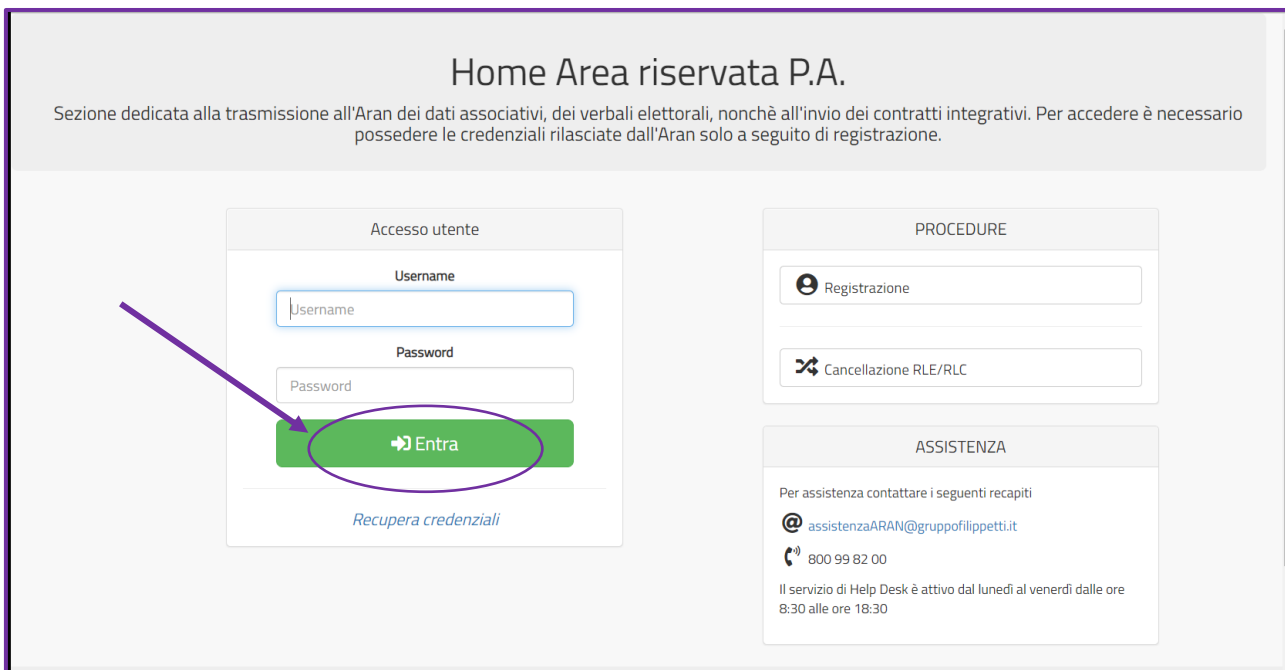 Home Area riservata P.A.
Sezione dedicata alla trasmissione all'Aran dei dati associativi, dei verbali elettorali, nonchè all'invio dei contratti integrativi. Per accedere è necessario
possedere le credenziali rilasciate dall'Aran solo a seguito di registrazione.
Accesso utente
Username
Username
Password
Password
Entra
Recupera credenziali
PROCEDURE
Registrazione
Cancellazione RLE/RLC
ASSISTENZA
Per assistenza contattare i seguenti recapiti
@ assistenzaARAN@gruppofilippetti.it
800 99 82 00
Il servizio di Help Desk è attivo dal lunedì al venerdì dalle ore
8:30 alle ore 18:30